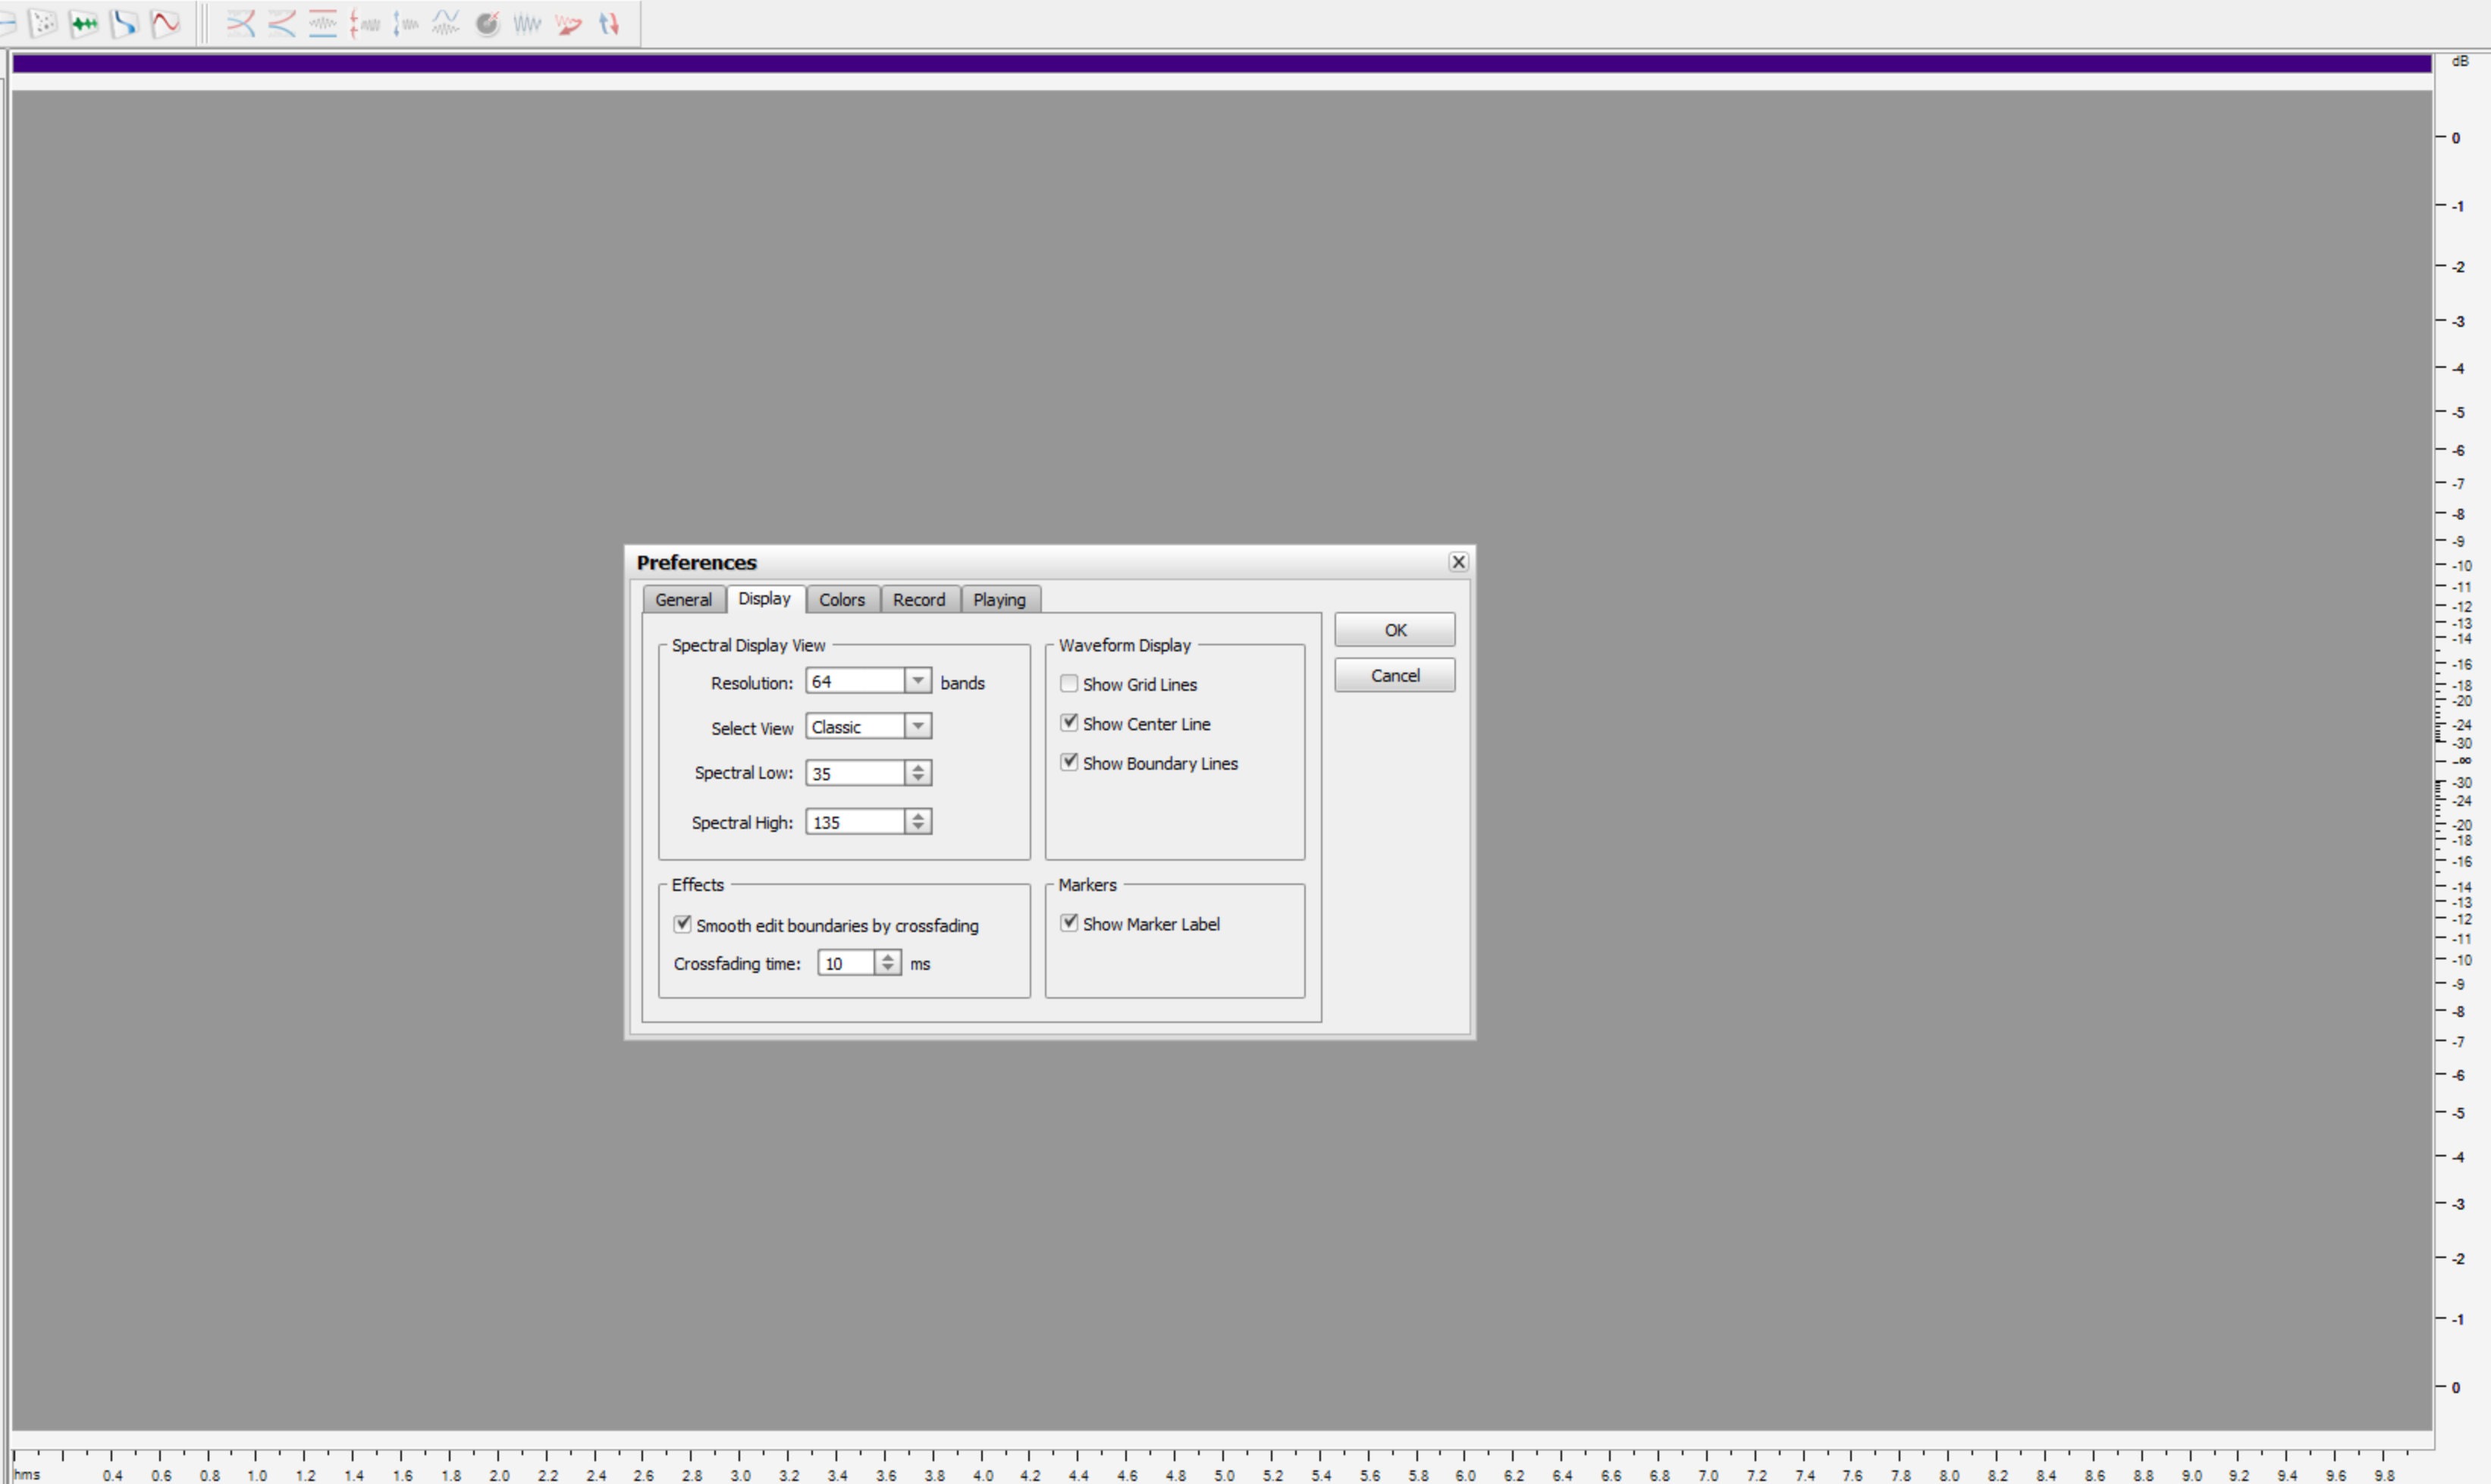 dB
0
-1
-2
-3
-4
-5
-6
-7
-8
-9
-10
-11
-12
-13
-14
-16
-18
-20
-24
-30
-∞
-30
-24
-20
-18
-16
-14
-13
-12
-11
-10
-9
-8
-7
-6
-5
-4
-3
-2
-1
0
Preferences
General Display Colors Record Playing
Spectral Display View
Resolution: 64 bands
Select View Classic
Spectral Low: 35
Spectral High: 135
Waveform Display
Show Grid Lines
Show Center Line
Show Boundary Lines
OK
Cancel
Effects
Smooth edit boundaries by crossfading
Crossfading time: 10 ms
Markers
Show Marker Label
hms 0.4 0.6 0.8 1.0 1.2 1.4 1.6 1.8 2.0 2.2 2.4 2.6 2.8 3.0 3.2 3.4 3.6 3.8 4.0 4.2 4.4 4.6 4.8 5.0 5.2 5.4 5.6 5.8 6.0 6.2 6.4 6.6 6.8 7.0 7.2 7.4 7.6 7.8 8.0 8.2 8.4 8.6 8.8 9.0 9.2 9.4 9.6 9.8